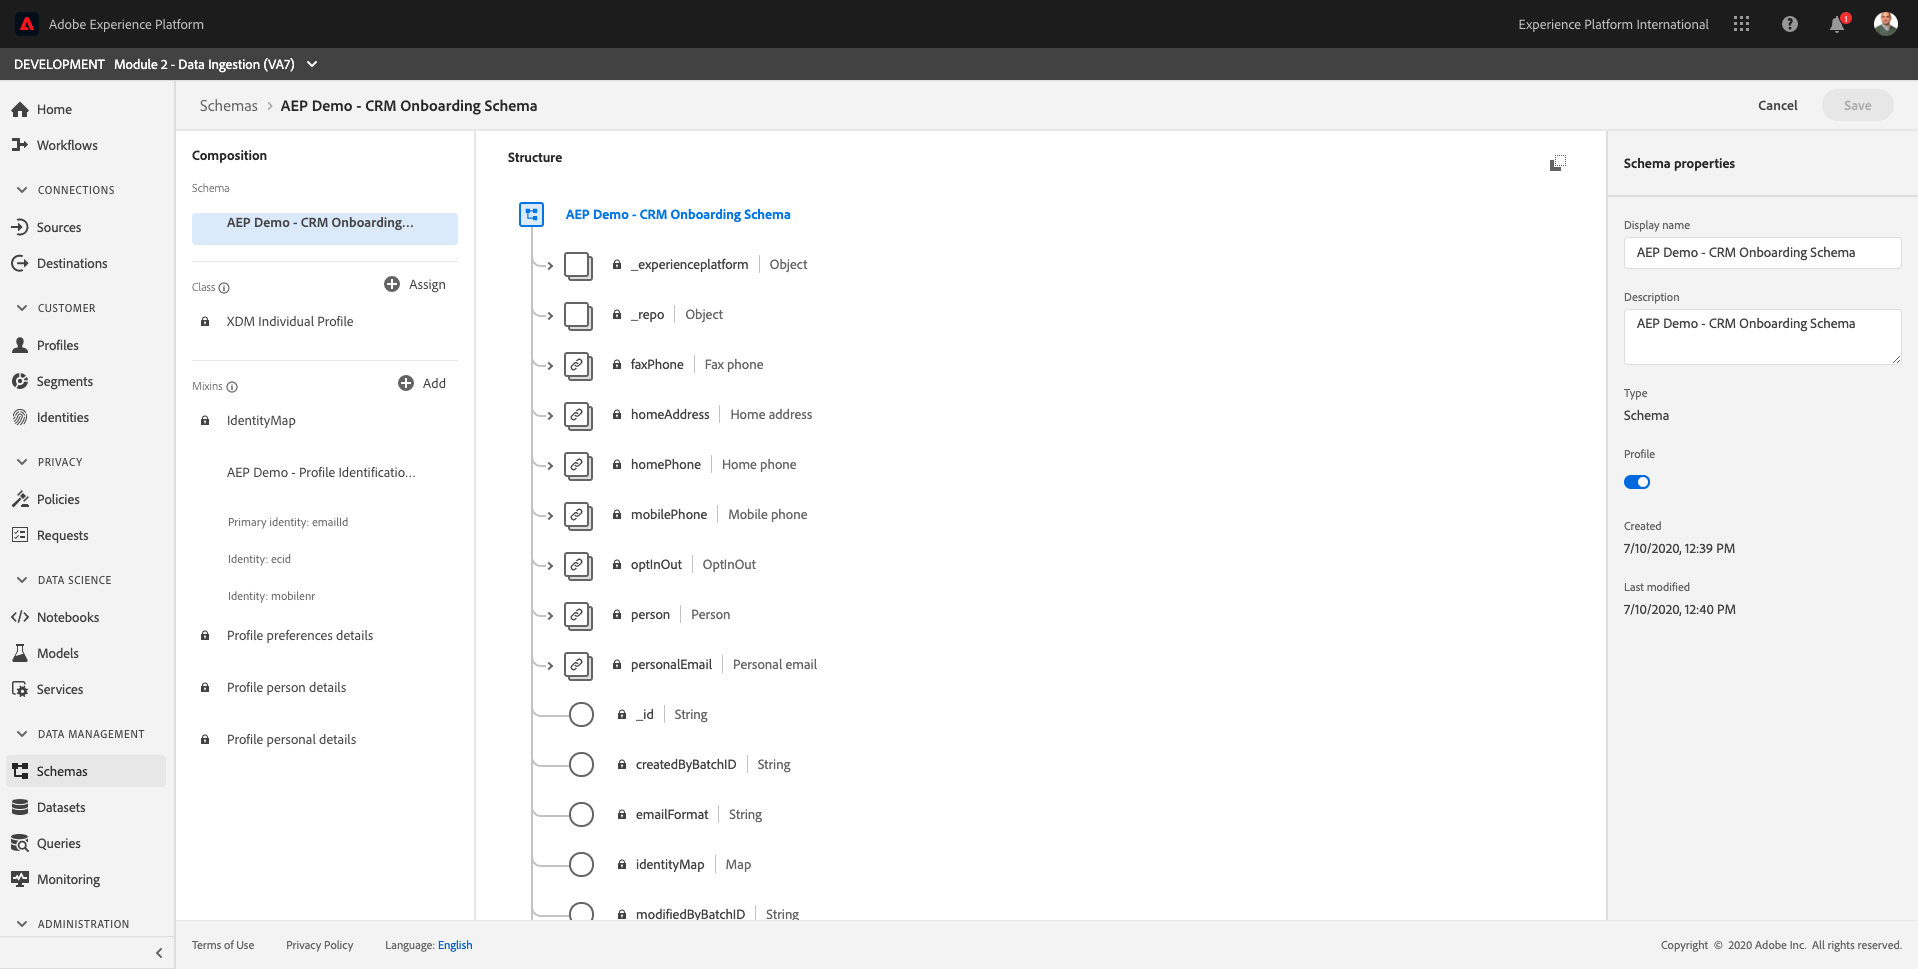 Adobe Experience Platform
Experience Platform International
DEVELOPMENT Module 2 - Data Ingestion (VA7)
Home
Workflows
CONNECTIONS
Sources
Destinations
CUSTOMER
Profiles
Segments
Identities
PRIVACY
Policies
Requests
DATA SCIENCE
Notebooks
Models
Services
DATA MANAGEMENT
Schemas
Datasets
Queries
Monitoring
ADMINISTRATION
Schemas > AEP Demo - CRM Onboarding Schema
Cancel
Save
Composition
Schema
AEP Demo - CRM Onboarding...
Class
Assign
XDM Individual Profile
Mixins
Add
IdentityMap
AEP Demo - Profile Identificatio...
Primary identity: emailId
Identity: ecid
Identity: mobilenr
Profile preferences details
Profile person details
Profile personal details
Structure
AEP Demo - CRM Onboarding Schema
_experienceplatform | Object
_repo | Object
faxPhone | Fax phone
homeAddress | Home address
homePhone | Home phone
mobilePhone | Mobile phone
optInOut | OptInOut
person | Person
personalEmail | Personal email
_id | String
createdByBatchID | String
emailFormat | String
identityMap | Map
modifiedByBatchID | String
Schema properties
Display name
AEP Demo - CRM Onboarding Schema
Description
AEP Demo - CRM Onboarding Schema
Type
Schema
Profile
Created
7/10/2020, 12:39 PM
Last modified
7/10/2020, 12:40 PM
Terms of Use
Privacy Policy
Language: English
Copyright © 2020 Adobe Inc. All rights reserved.